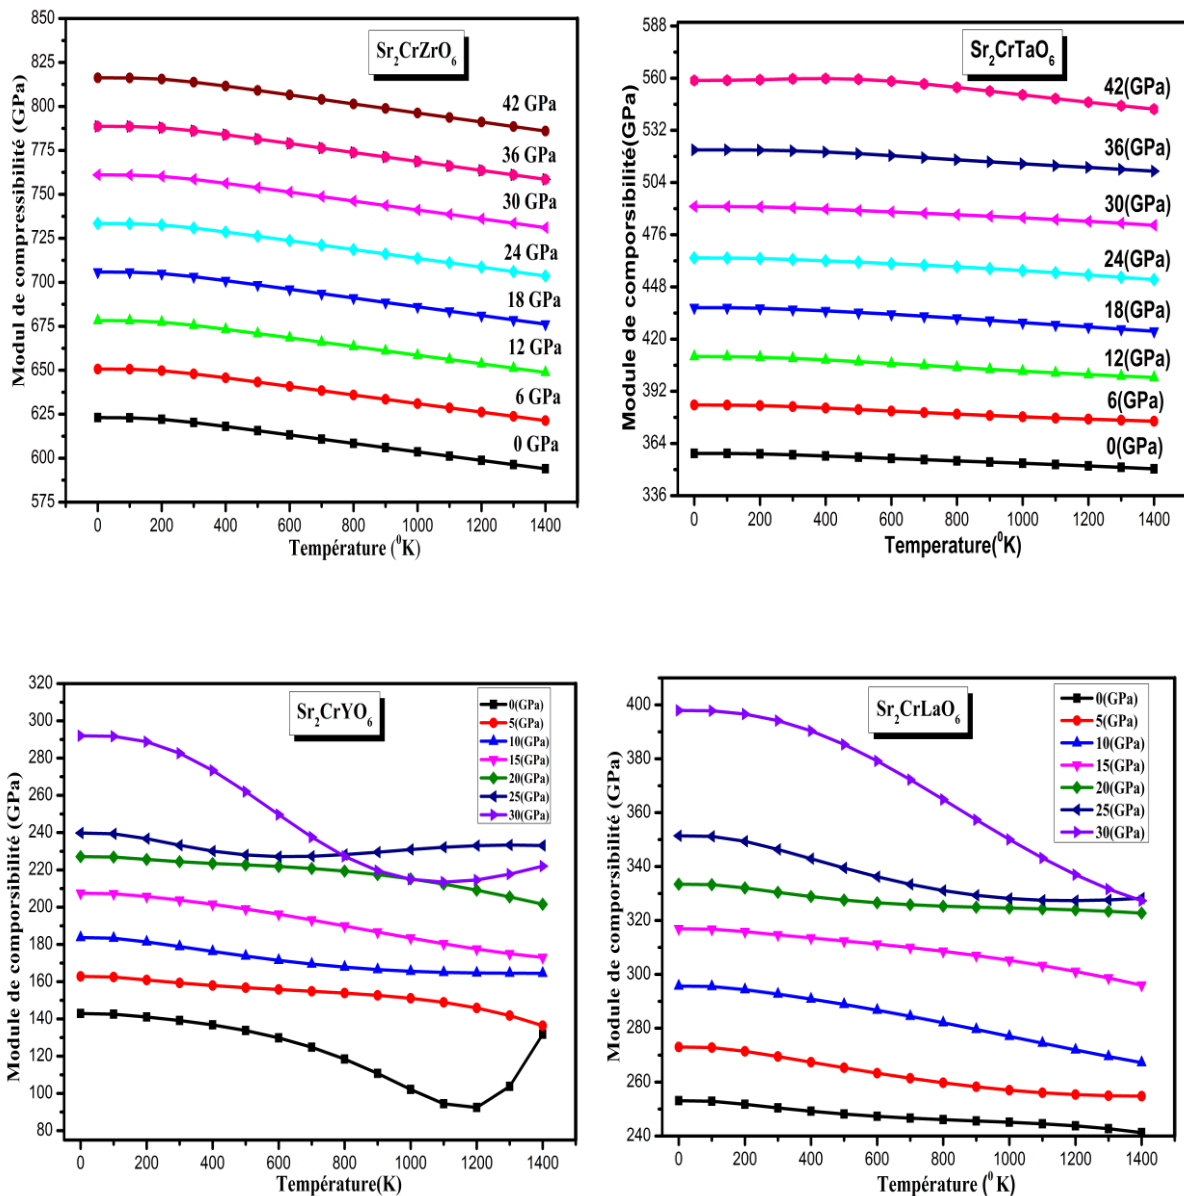 Sr2CrZrO6
Modul de compressibilité (GPa)
850
825
800
775
750
725
700
675
650
625
600
575
42 GPa
36 GPa
30 GPa
24 GPa
18 GPa
12 GPa
6 GPa
0 GPa
0 200 400 600 800 1000 1200 1400
Température (⁰K)
Sr2CrTaO6
Module de comporsibilité(GPa)
588
560
532
504
476
448
420
392
364
336
42(GPa)
36(GPa)
30(GPa)
24(GPa)
18(GPa)
12(GPa)
6(GPa)
0(GPa)
0 200 400 600 800 1000 1200 1400
Temperature(⁰K)
Sr2CrYO6
Module de comporsibilité (GPa)
320
300
280
260
240
220
200
180
160
140
120
100
80
0(GPa)
5(GPa)
10(GPa)
15(GPa)
20(GPa)
25(GPa)
30(GPa)
0 200 400 600 800 1000 1200 1400
Température(K)
Sr2CrLaO6
Module de comporsibilité (GPa)
400
380
360
340
320
300
280
260
240
0(GPa)
5(GPa)
10(GPa)
15(GPa)
20(GPa)
25(GPa)
30(GPa)
0 200 400 600 800 1000 1200 1400
Température (⁰K)